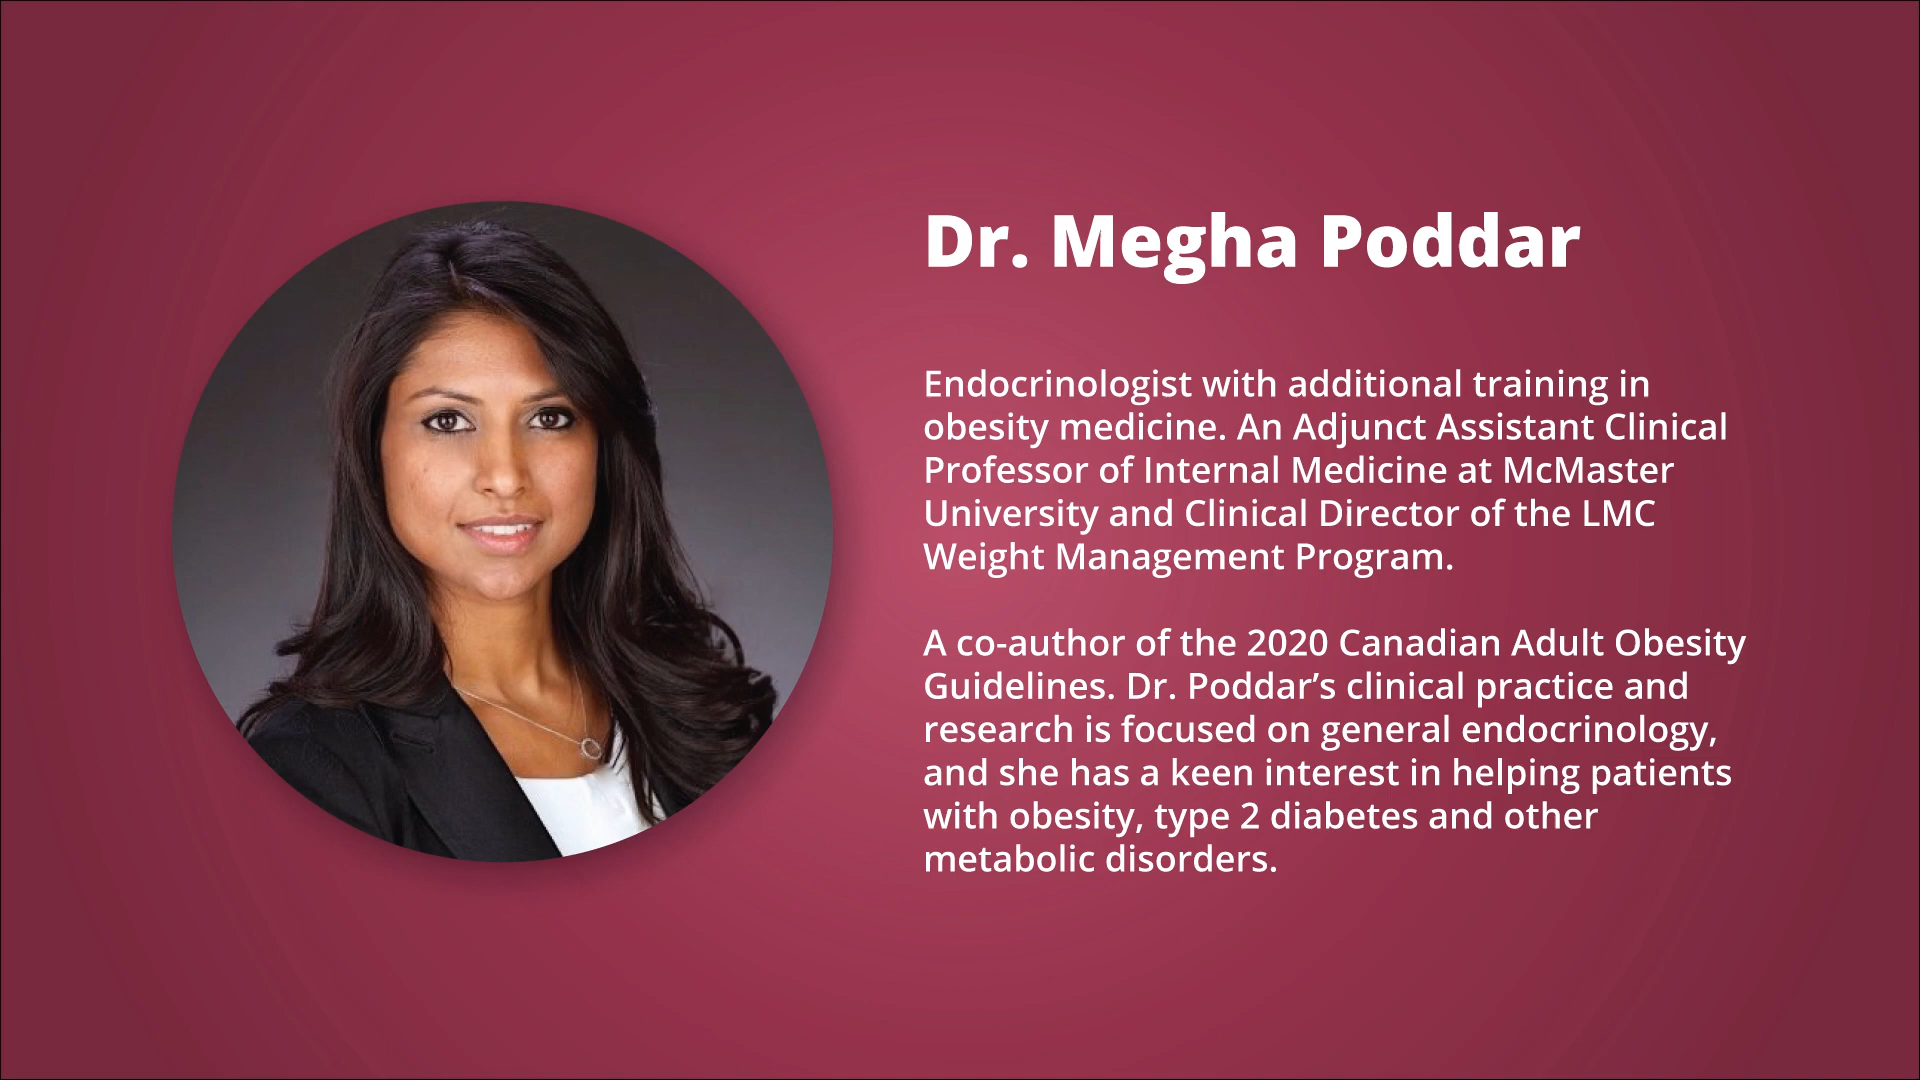 Dr. Megha Poddar
Endocrinologist with additional training in
obesity medicine. An Adjunct Assistant Clinical
Professor of Internal Medicine at McMaster
University and Clinical Director of the LMC
Weight Management Program.
A co-author of the 2020 Canadian Adult Obesity
Guidelines. Dr. Poddar’s clinical practice and
research is focused on general endocrinology,
and she has a keen interest in helping patients
with obesity, type 2 diabetes and other
metabolic disorders.